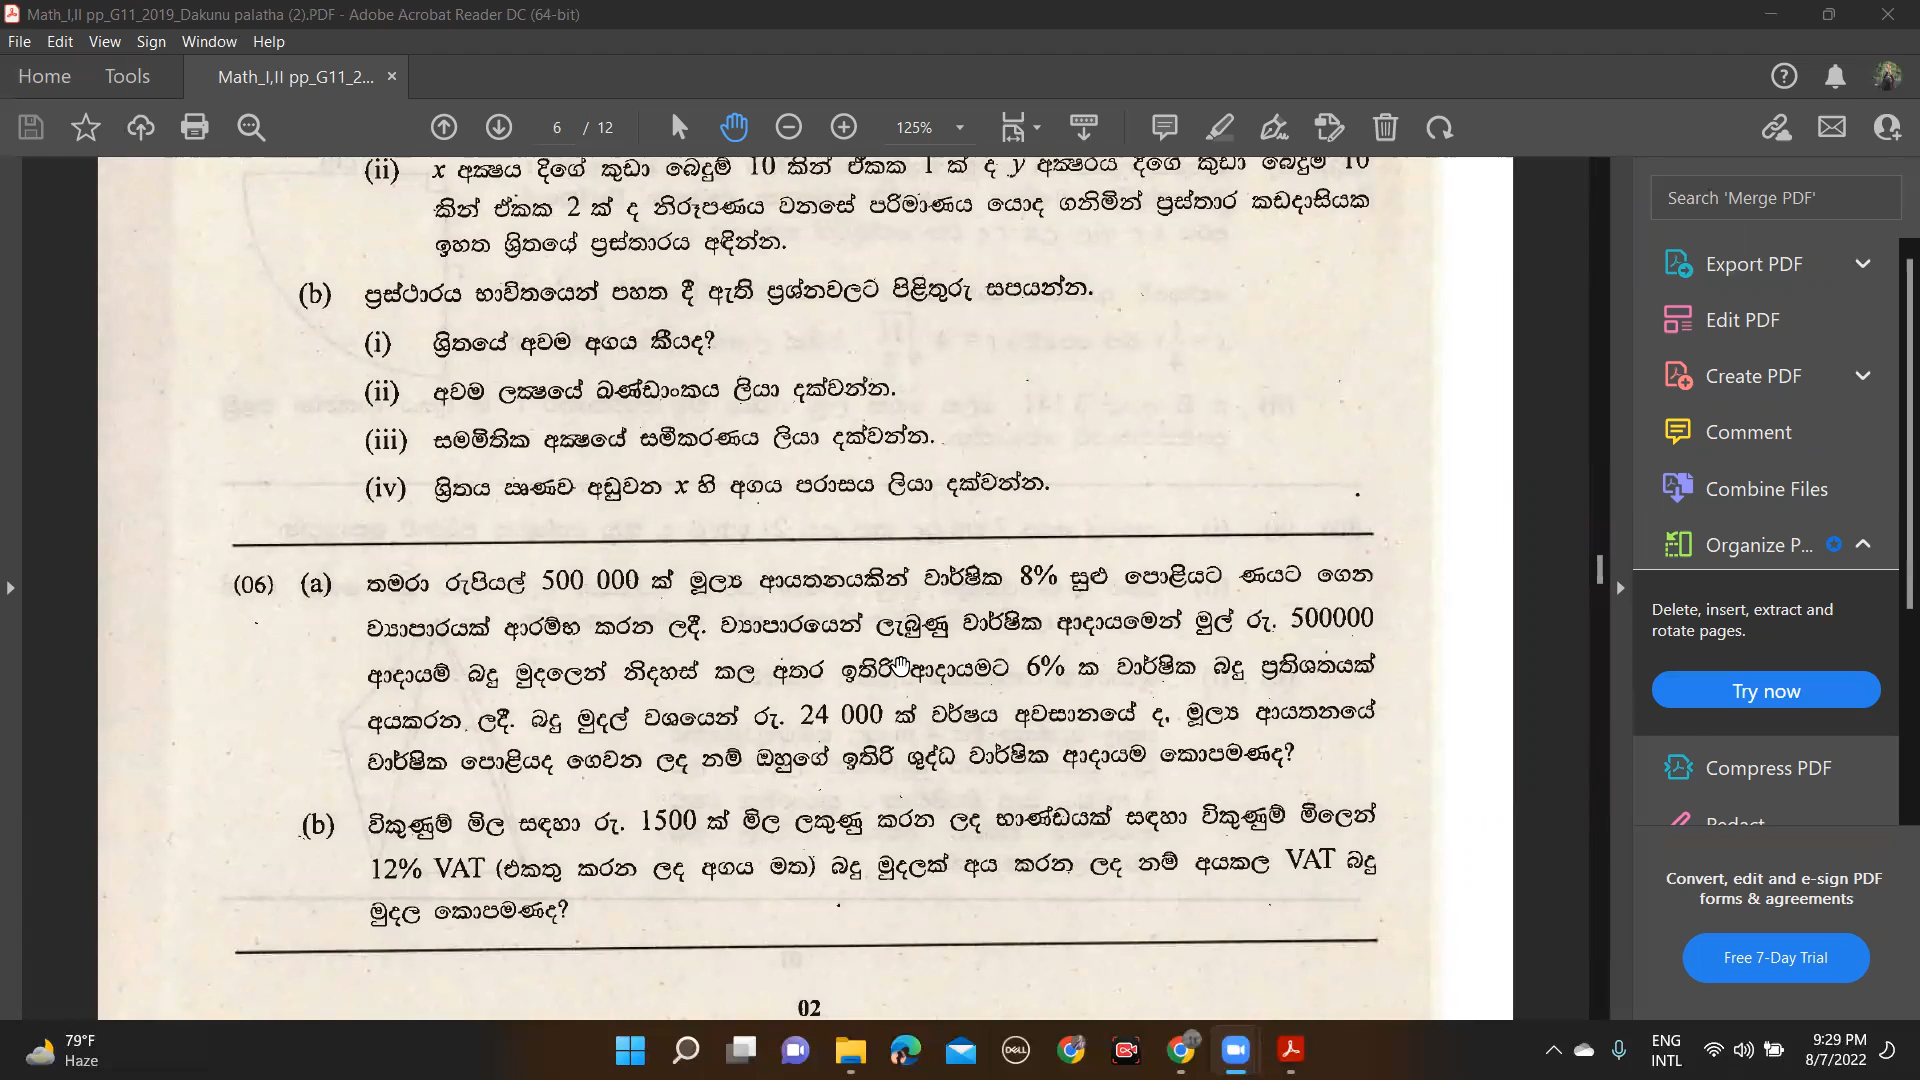 Math_I,II pp_G11_2019_Dakunu palatha (2).PDF - Adobe Acrobat Reader DC (64-bit)
File Edit View Sign Window Help
Home Tools Math_I,II pp_G11_2... ×
6 / 12 125%
(ii) x අක්ෂය දිගේ කුඩා බෙදුම් 10 කින් ඒකක 1 ක් ද y අක්ෂරය දිගේ කුඩා බෙදුම් 10
කින් ඒකක 2 ක් ද නිරූපණය වනසේ පරිමාණය යොද ගනිමින් ප්‍රස්තාර කඩදාසියක
ඉහත ශ්‍රිතයේ ප්‍රස්තාරය අඳින්න.
(b) ප්‍රස්ථාරය භාවිතයෙන් පහත දී ඇති ප්‍රශ්නවලට පිළිතුරු සපයන්න.
(i) ශ්‍රිතයේ අවම අගය කීයද?
(ii) අවම ලක්ෂයේ ඛණ්ඩාංකය ලියා දක්වන්න.
(iii) සමමිතික අක්ෂයේ සමීකරණය ලියා දක්වන්න.
(iv) ශ්‍රිතය ඍණව අඩුවන x හි අගය පරාසය ලියා දක්වන්න.
(06) (a) තමරා රුපියල් 500 000 ක් මූල්‍ය ආයතනයකින් වාර්ෂික 8% සුළු පොළියට ණයට ගෙන
ව්‍යාපාරයක් ආරම්භ කරන ලදී. ව්‍යාපාරයෙන් ලැබුණු වාර්ෂික ආදායමෙන් මුල් රු. 500000
ආදායම් බදු මුදලෙන් නිදහස් කල අතර ඉතිරි ආදායමට 6% ක වාර්ෂික බදු ප්‍රතිශතයක්
අයකරන ලදී. බදු මුදල් වශයෙන් රු. 24 000 ක් වර්ෂය අවසානයේ ද, මූල්‍ය ආයතනයේ
වාර්ෂික පොළියද ගෙවන ලද නම් ඔහුගේ ඉතිරි ශුද්ධ වාර්ෂික ආදායම කොපමණද?
(b) විකුණුම් මිල සඳහා රු. 1500 ක් මිල ලකුණු කරන ලද භාණ්ඩයක් සඳහා විකුණුම් මිලෙන්
12% VAT (එකතු කරන ලද අගය මත) බදු මුදලක් අය කරන ලද නම් අයකල VAT බදු
මුදල කොපමණද?
02
Search 'Merge PDF'
Export PDF
Edit PDF
Create PDF
Comment
Combine Files
Organize P...
Delete, insert, extract and
rotate pages.
Try now
Compress PDF
Redact
Convert, edit and e-sign PDF
forms & agreements
Free 7-Day Trial
79°F
Haze
DELL
ENG
INTL
9:29 PM
8/7/2022